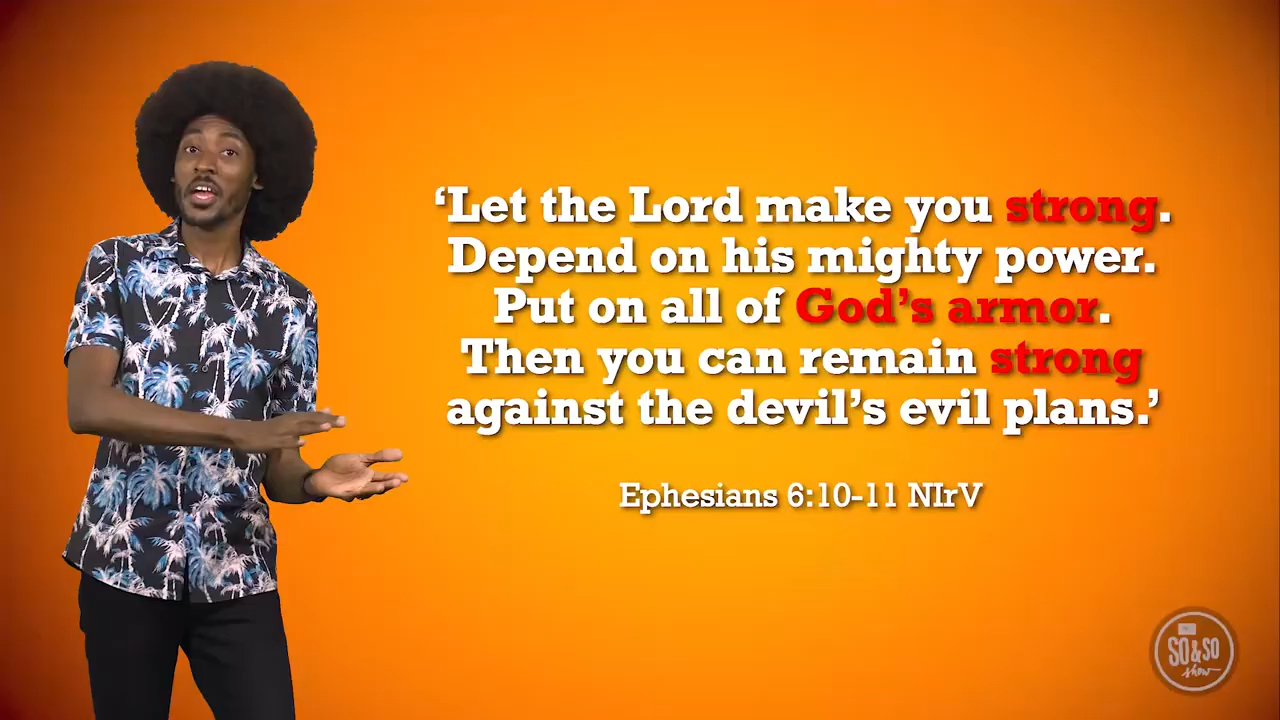 ‘Let the Lord make you strong.
Depend on his mighty power.
Put on all of God’s armor.
Then you can remain strong
against the devil’s evil plans.’
Ephesians 6:10-11 NIrV
SO & SO
show